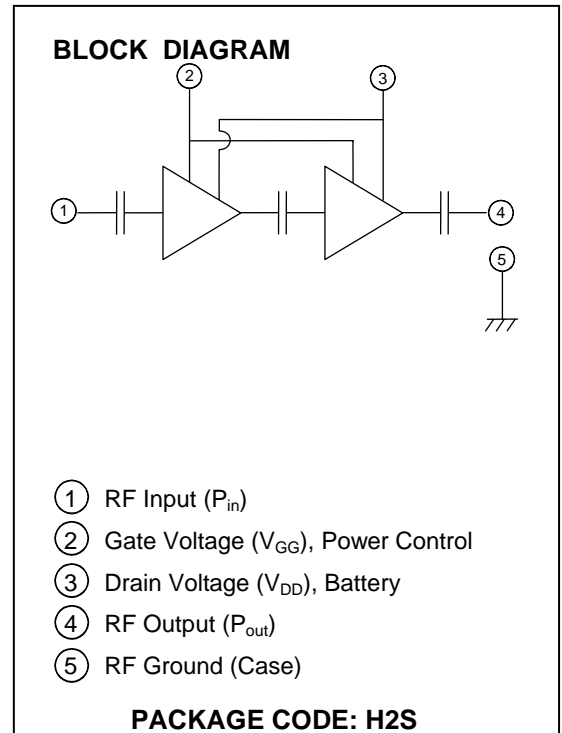 BLOCK DIAGRAM
2
3
1
4
5
1 RF Input (Pin)
2 Gate Voltage (VGG), Power Control
3 Drain Voltage (VDD), Battery
4 RF Output (Pout)
5 RF Ground (Case)
PACKAGE CODE: H2S